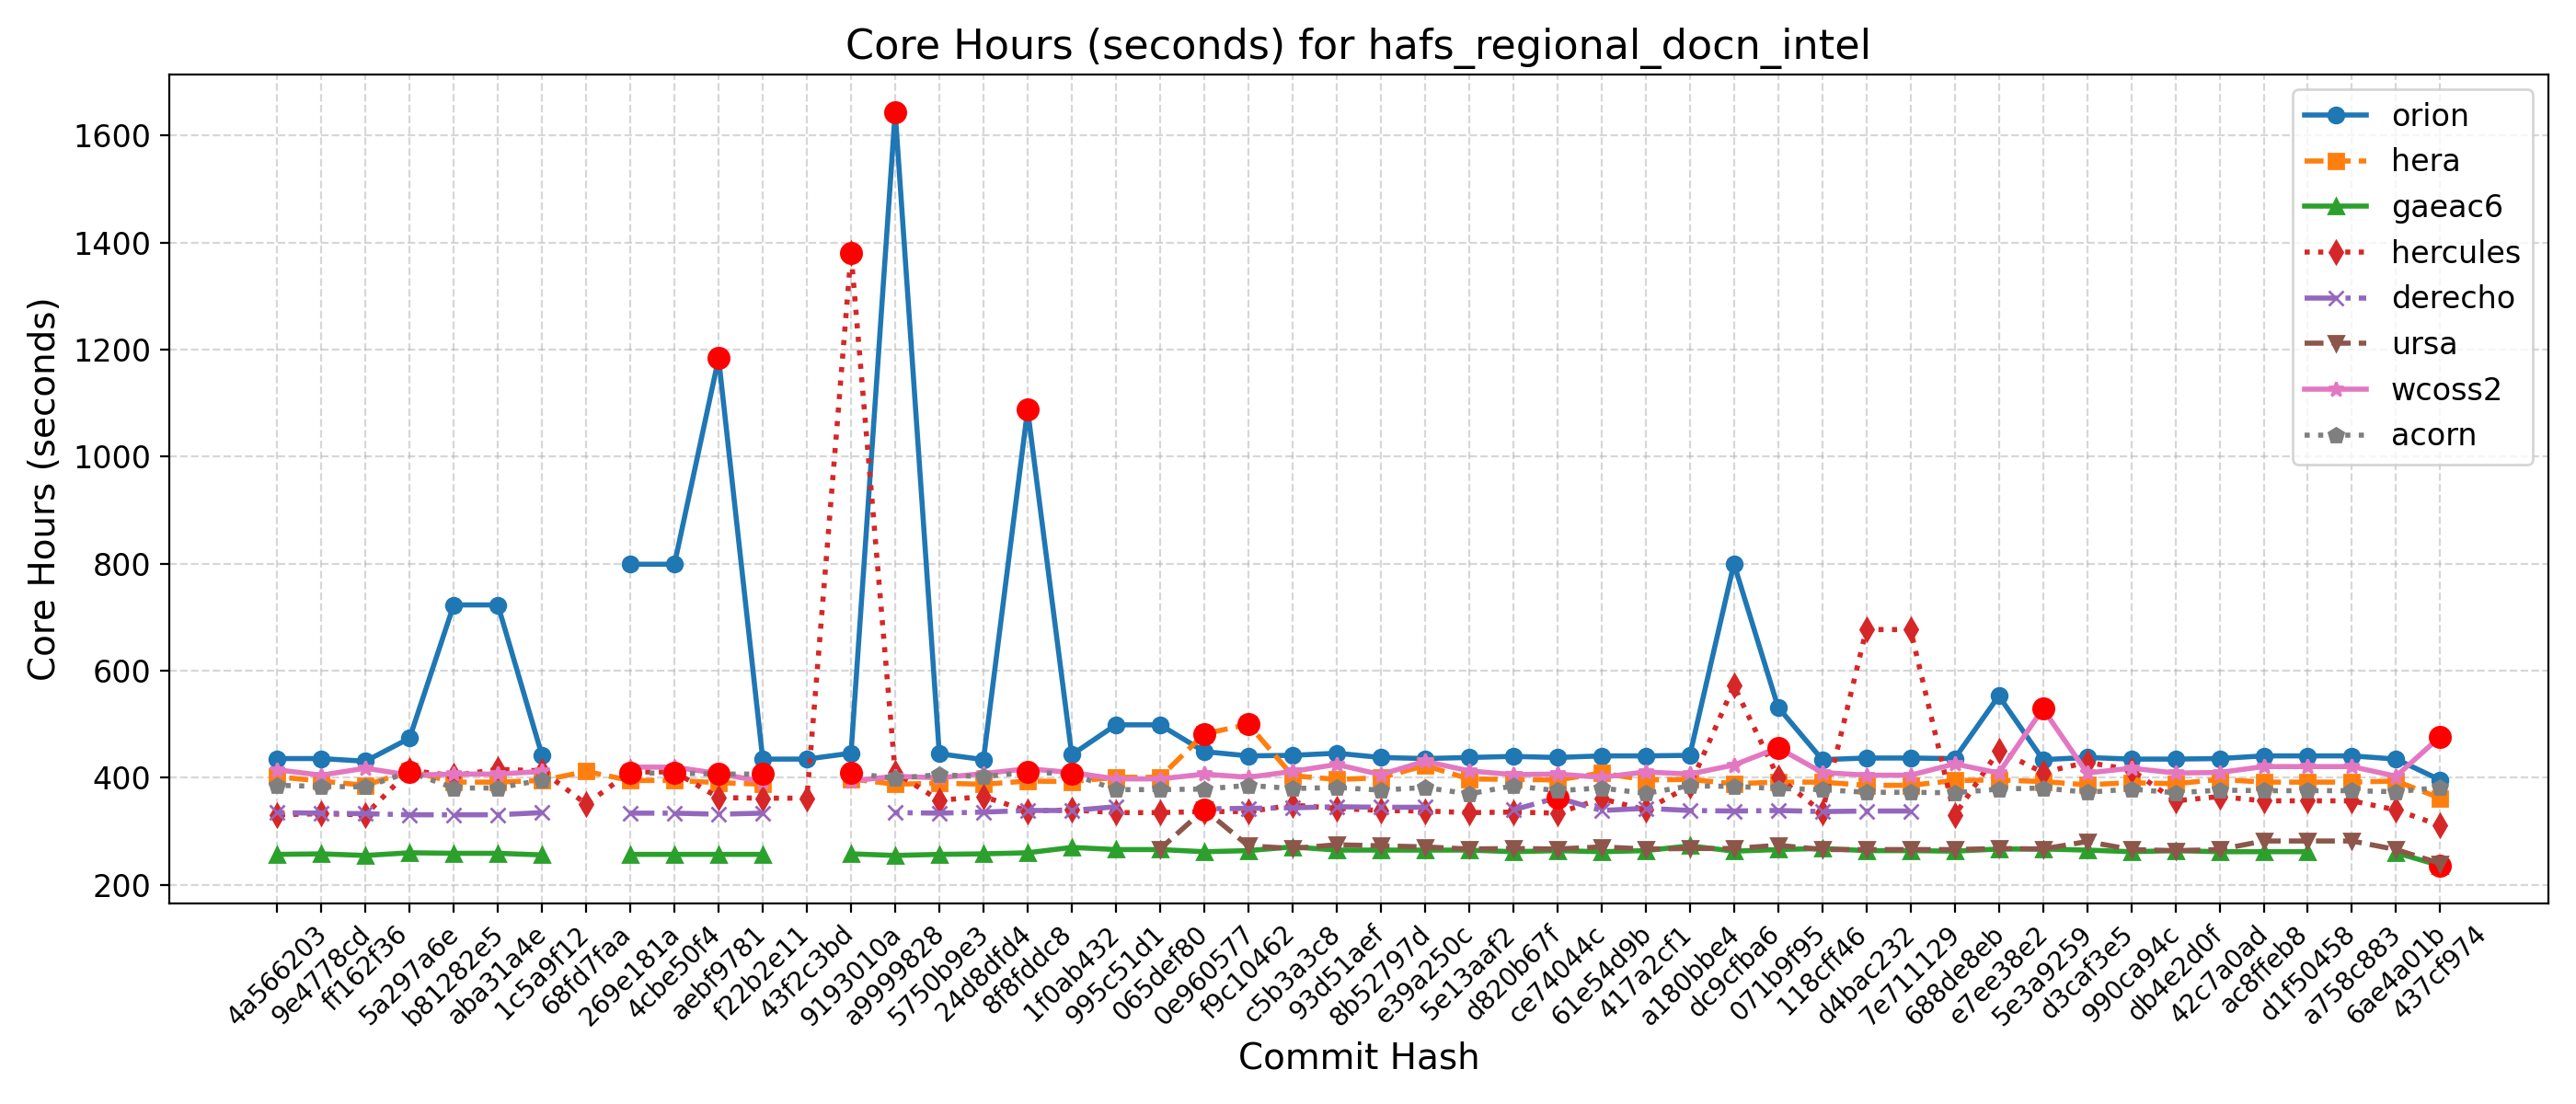 Core Hours (seconds) for hafs_regional_docn_intel
Core Hours (seconds)
1600
1400
1200
1000
800
600
400
200
orion
hera
gaeac6
hercules
derecho
ursa
wcoss2
acorn
4a566203
9e4778cd
ff162f36
5a297a6e
b81282e5
aba31a4e
1c5a9f12
68fd7faa
269e181a
4cbe50f4
aebf9781
f22b2e11
43f2c3bd
9193010a
a9999828
5750b9e3
24d8dfd4
8f8fddc8
1f0ab432
995c51d1
065def80
0e960577
f9c10462
c5b3a3c8
93d51aef
8b52797d
e39a250c
5e13aaf2
d820b67f
ce74044c
61e54d9b
417a2cf1
a180bbe4
dc9cfba6
071b9f95
118cff46
d4bac232
7e711129
688de8eb
e7ee38e2
5e3a9259
d3caf3e5
990ca94c
db4e2d0f
42c7a0ad
ac8ffeb8
d1f50458
a758c883
6ae4a01b
437cf974
Commit Hash